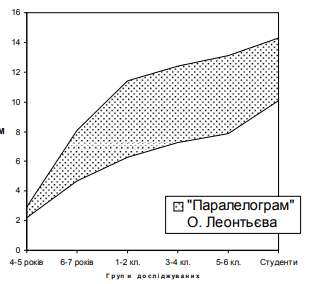 16
14
12
10
8
6
4
2
0
м
4-5 років 6-7 років 1-2 кл. 3-4 кл. 5-6 кл. Студенти
Групи досліджуваних
"Паралелограм"
О. Леонтьєва